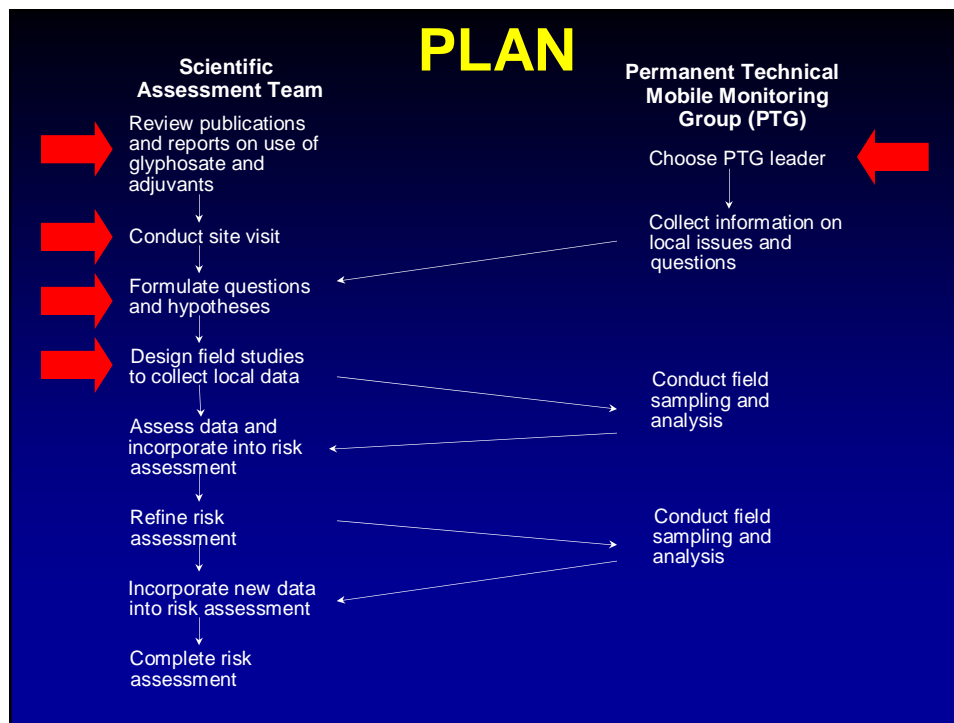 PLAN
Scientific
Assessment Team
Review publications
and reports on use of
glyphosate and
adjuvants
Conduct site visit
Formulate questions
and hypotheses
Design field studies
to collect local data
Assess data and
incorporate into risk
assessment
Refine risk
assessment
Incorporate new data
into risk assessment
Complete risk
assessment
Permanent Technical
Mobile Monitoring
Group (PTG)
Choose PTG leader
Collect information on
local issues and
questions
Conduct field
sampling and
analysis
Conduct field
sampling and
analysis